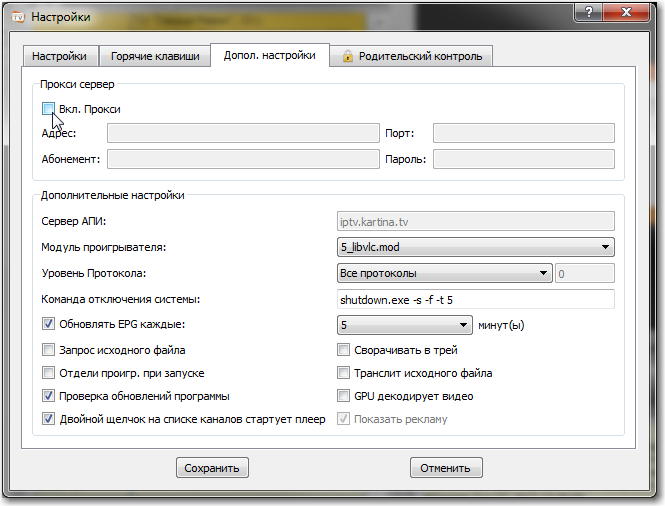 TV Настройки
Настройки Горячие клавиши Допол. настройки Родительский контроль
Прокси сервер
Вкл. Прокси
Адрес: Порт:
Абонемент: Пароль:
Дополнительные настройки
Сервер АПИ: iptv.kartina.tv
Модуль проигрывателя: 5_libvlc.mod
Уровень Протокола: Все протоколы 0
Команда отключения системы: shutdown.exe -s -f -t 5
Обновлять EPG каждые: 5 минут(ы)
Запрос исходного файла Сворачивать в трей
Отдели проигр. при запуске Транслит исходного файла
Проверка обновлений программы GPU декодирует видео
Двойной щелчок на списке каналов стартует плеер Показать рекламу
Сохранить Отменить